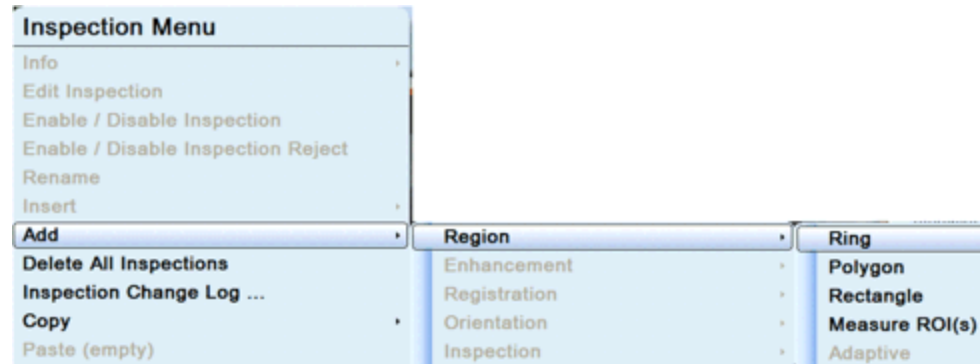 Inspection Menu
Info
Edit Inspection
Enable / Disable Inspection
Enable / Disable Inspection Reject
Rename
Insert
Add
Delete All Inspections
Inspection Change Log ...
Copy
Paste (empty)
Region
Enhancement
Registration
Orientation
Inspection
Ring
Polygon
Rectangle
Measure ROI(s)
Adaptive